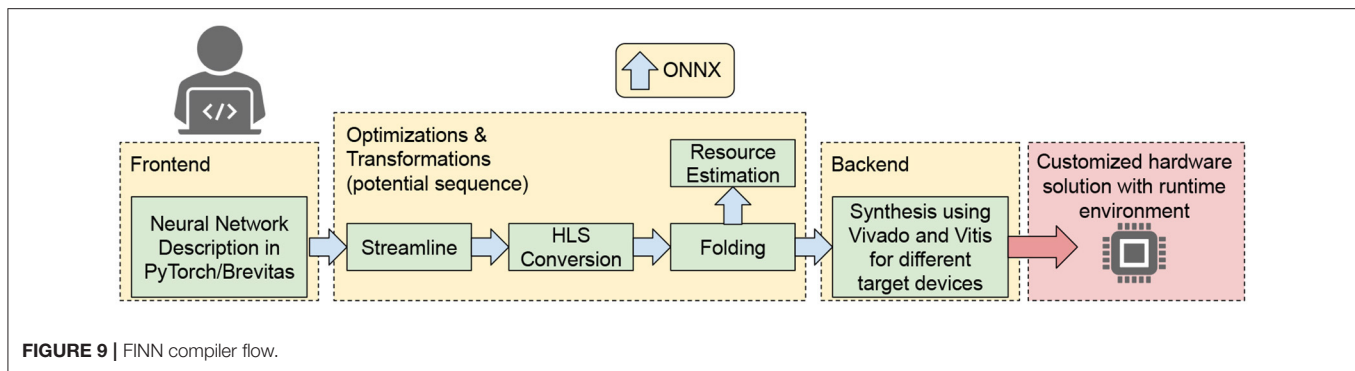 ONNX
Frontend
Neural Network
Description in
PyTorch/Brevitas
</>
Optimizations &
Transformations
(potential sequence)
Streamline
HLS
Conversion
Folding
Resource
Estimation
Backend
Synthesis using
Vivado and Vitis
for different
target devices
Customized hardware
solution with runtime
environment
FIGURE 9 | FINN compiler flow.